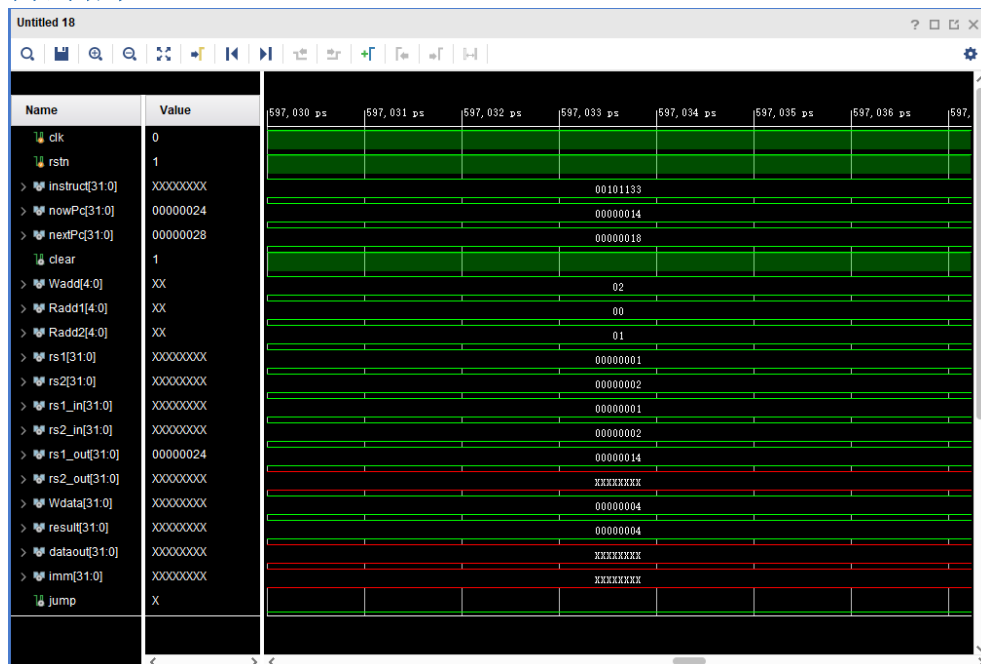 Untitled 18
Name Value 597,030 ps 597,031 ps 597,032 ps 597,033 ps 597,034 ps 597,035 ps 597,036 ps 597,
clk 0
rstn 1
instruct[31:0] XXXXXXXX 00101133
nowPc[31:0] 00000024 00000014
nextPc[31:0] 00000028 00000018
clear 1
Wadd[4:0] XX 02
Radd1[4:0] XX 00
Radd2[4:0] XX 01
rs1[31:0] XXXXXXXX 00000001
rs2[31:0] XXXXXXXX 00000002
rs1_in[31:0] XXXXXXXX 00000001
rs2_in[31:0] XXXXXXXX 00000002
rs1_out[31:0] 00000024 00000014
rs2_out[31:0] XXXXXXXX XXXXXXXX
Wdata[31:0] XXXXXXXX 00000004
result[31:0] XXXXXXXX 00000004
dataout[31:0] XXXXXXXX XXXXXXXX
imm[31:0] XXXXXXXX XXXXXXXX
jump X